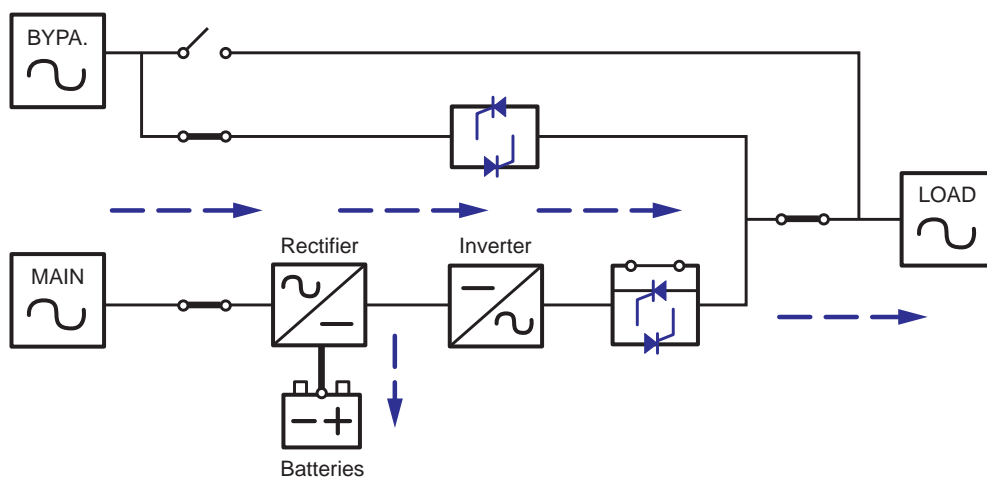 BYPA.
LOAD
Rectifier
Inverter
MAIN
Batteries